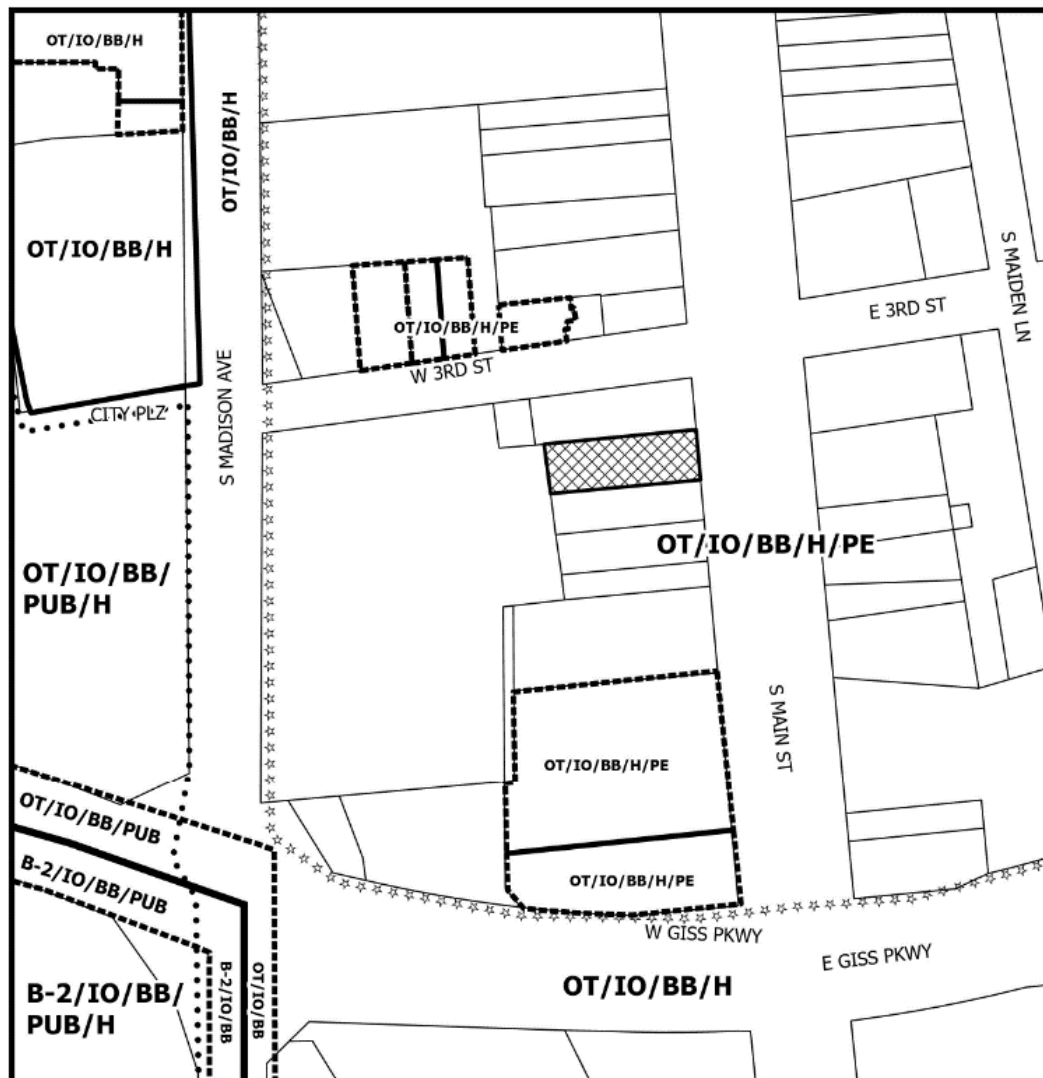 OT/IO/BB/H
OT/IO/BB/H
OT/IO/BB/H
S MAIDEN LN
E 3RD ST
OT/IO/BB/H/PE
W 3RD ST
S MADISON AVE
CITY PLZ
OT/IO/BB/H/PE
OT/IO/BB/
PUB/H
S MAIN ST
OT/IO/BB/H/PE
OT/IO/BB/PUB
B-2/IO/BB/PUB
OT/IO/BB/H/PE
W GISS PKWY
E GISS PKWY
OT/IO/BB/H
B-2/IO/BB/
PUB/H
B-2/IO/BB
OT/IO/BB